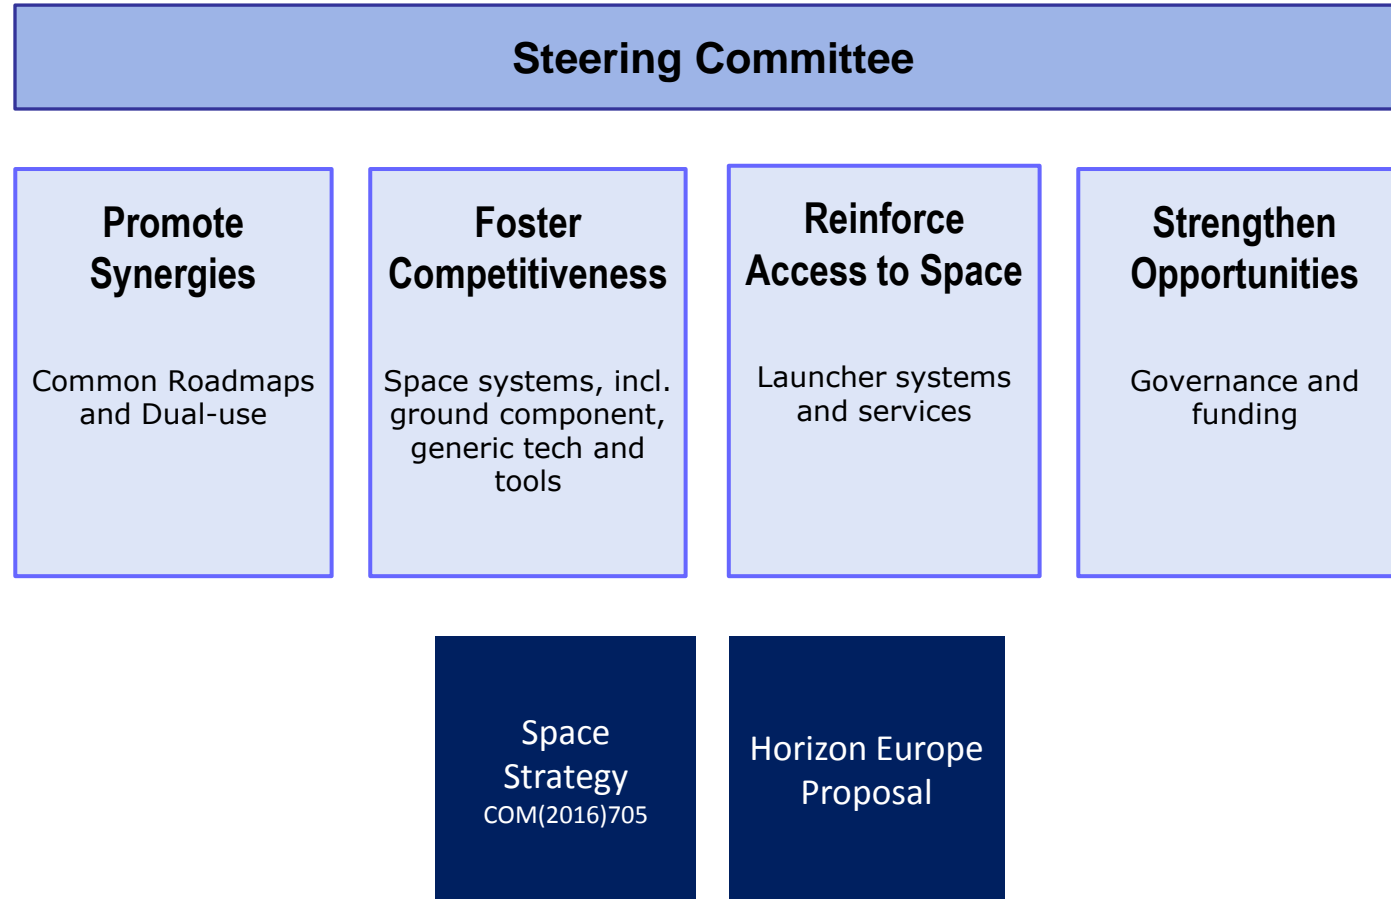 Steering Committee
Promote
Synergies
Common Roadmaps
and Dual-use
Foster
Competitiveness
Space systems, incl.
ground component,
generic tech and
tools
Reinforce
Access to Space
Launcher systems
and services
Strengthen
Opportunities
Governance and
funding
Space
Strategy
COM(2016)705
Horizon Europe
Proposal